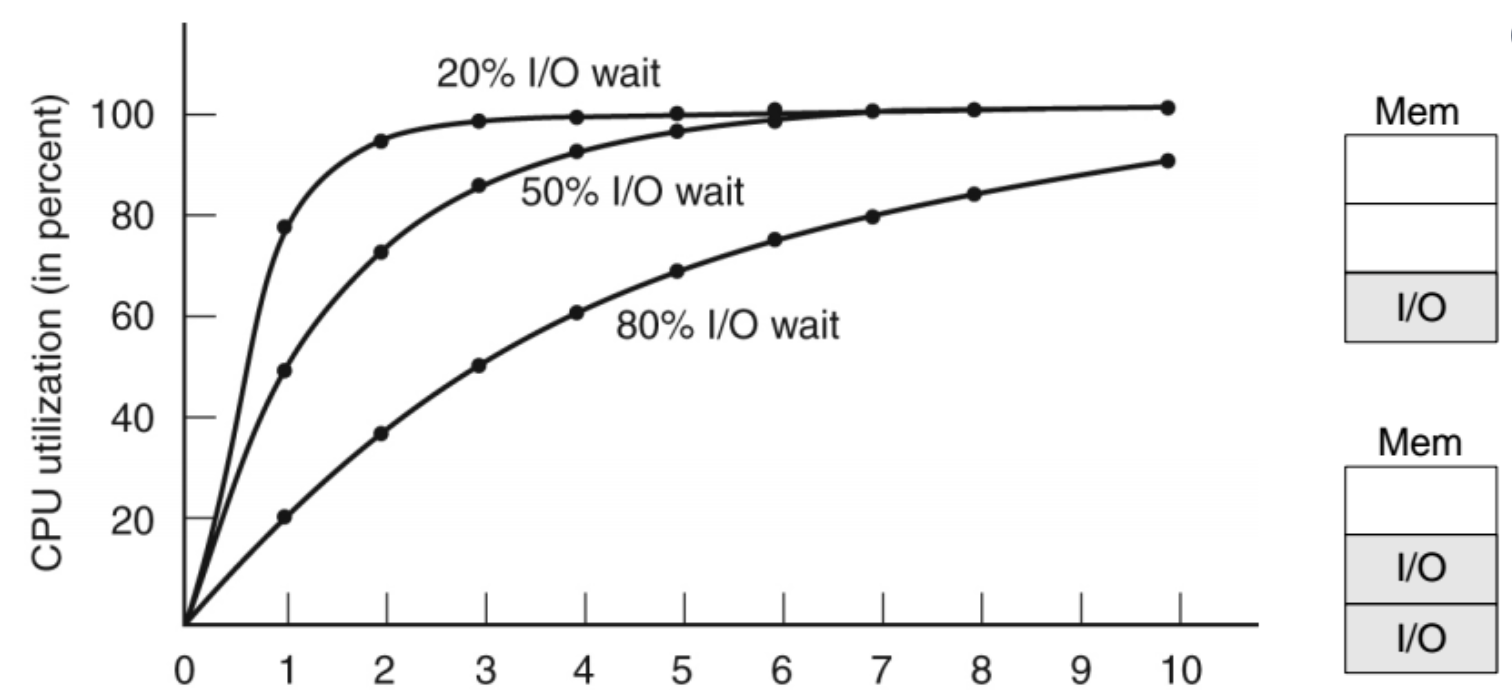 20% I/O wait
50% I/O wait
80% I/O wait
CPU utilization (in percent)
100
80
60
40
20
0 1 2 3 4 5 6 7 8 9 10
Mem
I/O
Mem
I/O
I/O